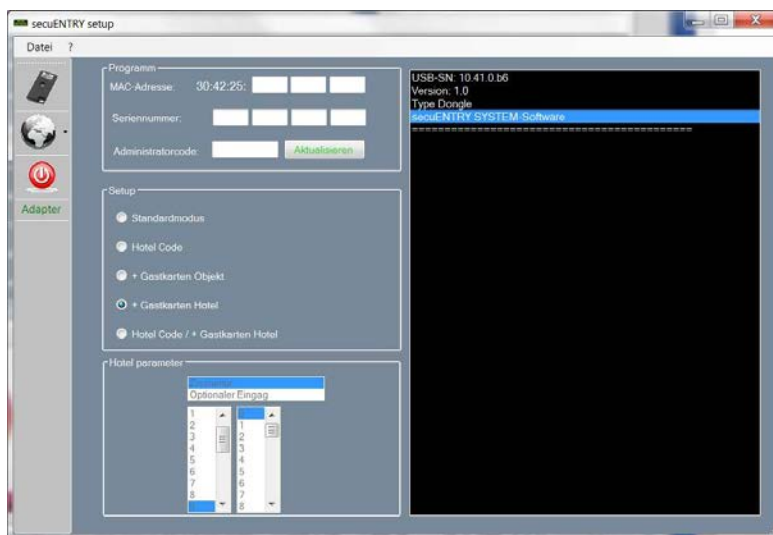 secuENTRY setup
Datei ?
Adapter
Programm
MAC-Adresse: 30:42:25:
Seriennummer:
Administratorcode: Aktualisieren
Setup
Standardmodus
Hotel Code
+ Gastkarten Objekt
+ Gastkarten Hotel
Hotel Code / + Gastkarten Hotel
Hotel parameter
Optionaler Eingag
1
2
3
4
5
6
7
8
1
2
3
4
5
6
7
8
USB-SN: 10.41.0.b6
Version: 1.0
Type Dongle
secuENTRY SYSTEM-Software
==========================================